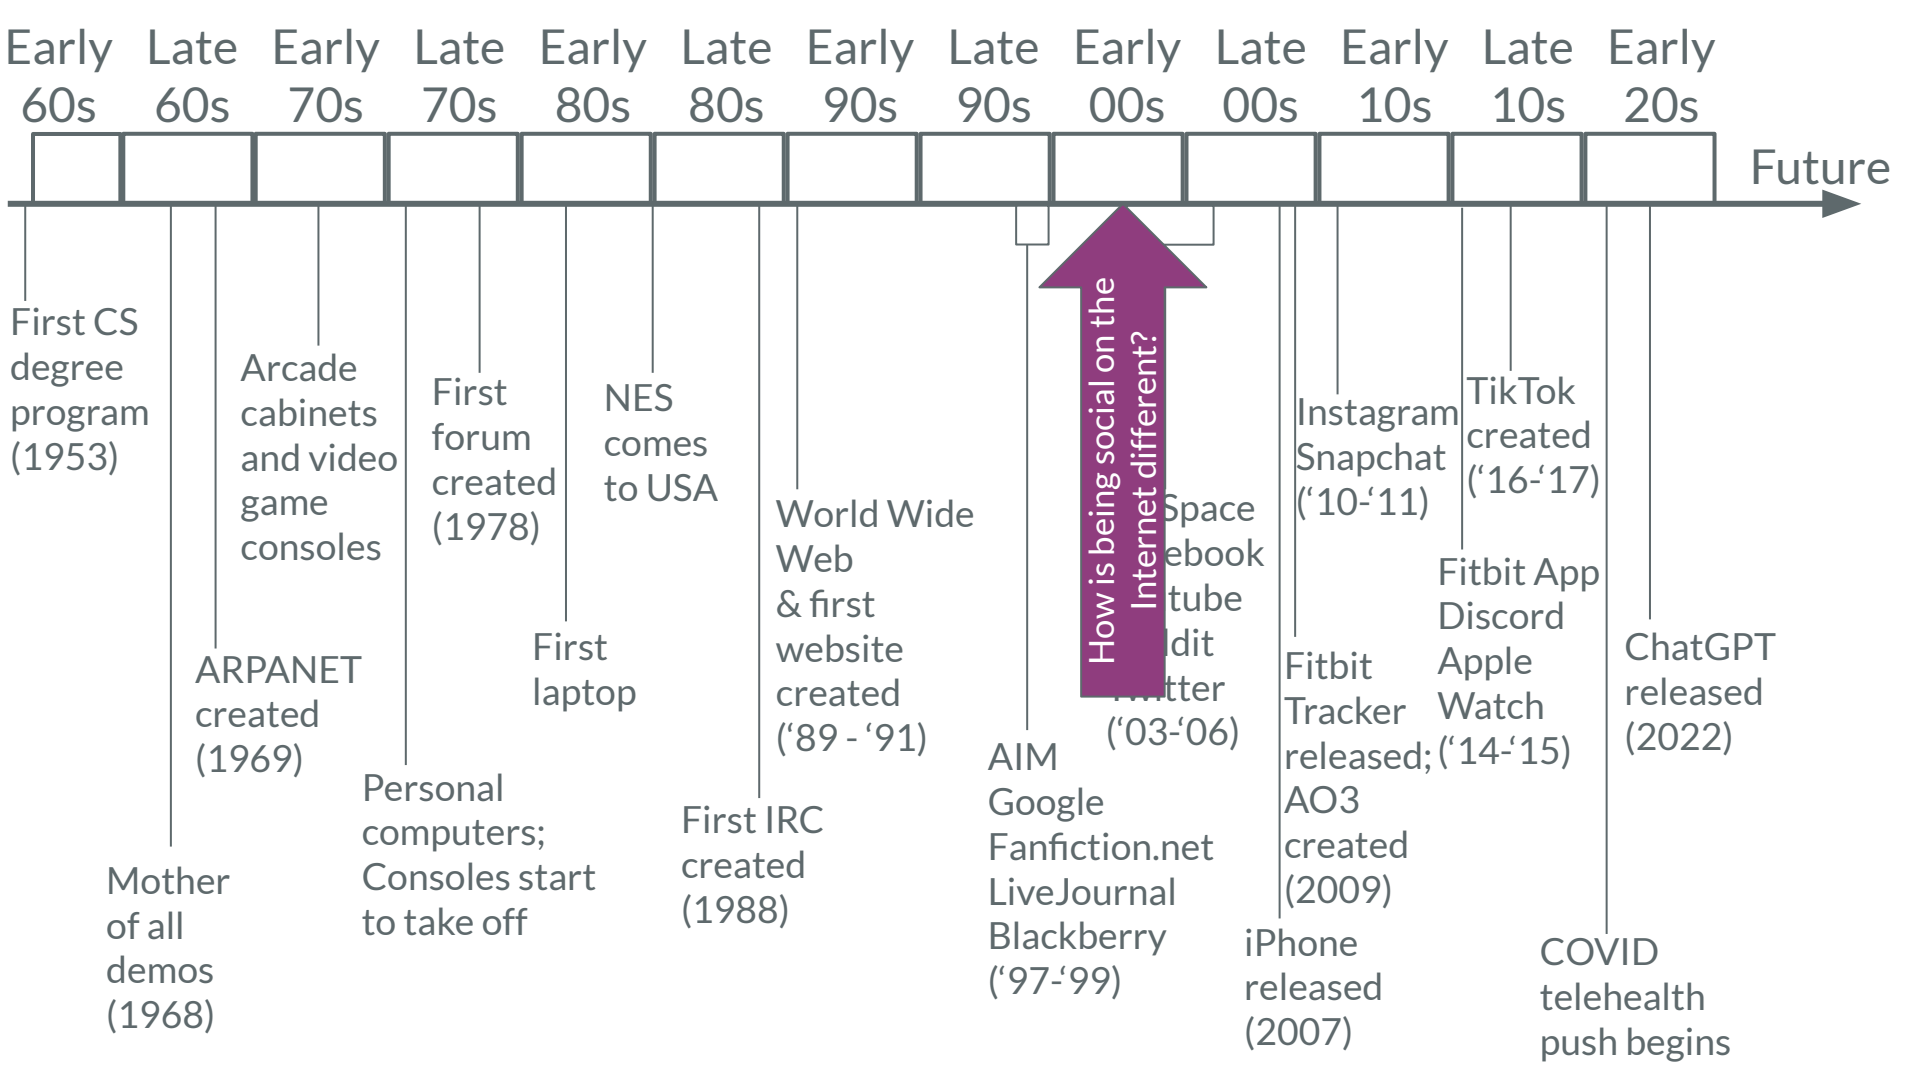 Early Late Early Late Early Late Early Late Early Late Early Late Early
60s 60s 70s 70s 80s 80s 90s 90s 00s 00s 10s 10s 20s
Future
First CS
degree
program
(1953)
Mother
of all
demos
(1968)
ARPANET
created
(1969)
Arcade
cabinets
and video
game
consoles
Personal
computers;
Consoles start
to take off
First
forum
created
(1978)
First
laptop
NES
comes
to USA
First IRC
created
(1988)
World Wide
Web
& first
website
created
(‘89 - ‘91)
AIM
Google
Fanfiction.net
LiveJournal
Blackberry
(‘97-‘99)
How is being social on the
Internet different?
Space
ebook
tube
ddit
(‘03-‘06)
iPhone
released
(2007)
Fitbit
Tracker
released;
AO3
created
(2009)
Instagram
Snapchat
(‘10-‘11)
Fitbit App
Discord
Apple
Watch
(‘14-‘15)
TikTok
created
(‘16-‘17)
COVID
telehealth
push begins
ChatGPT
released
(2022)